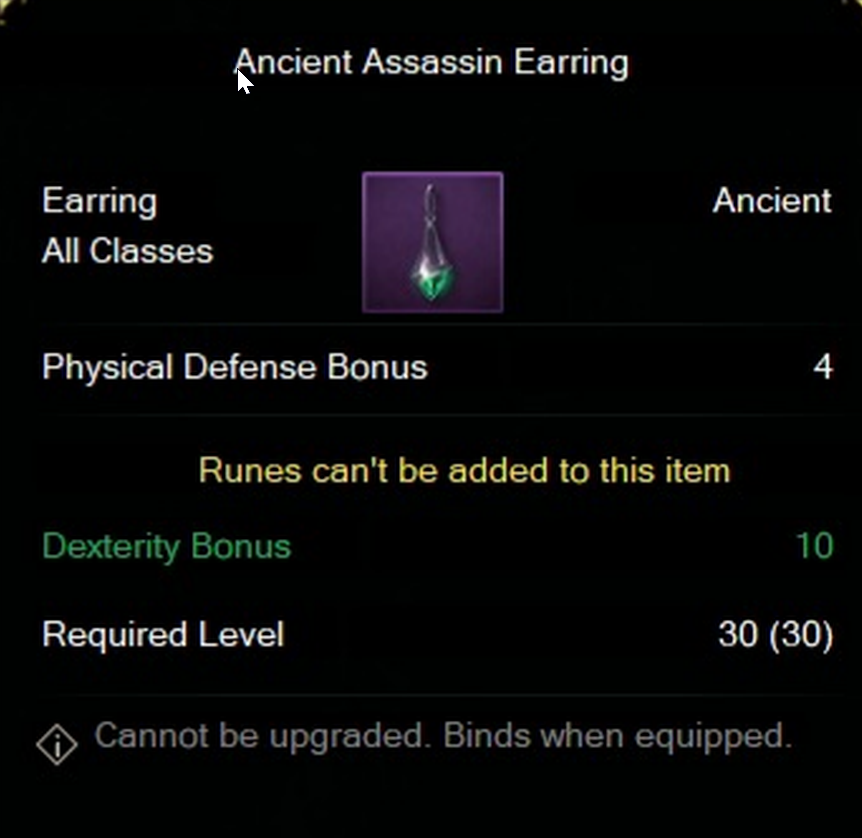 Ancient Assassin Earring
Earring
Ancient
All Classes
Physical Defense Bonus 4
Runes can't be added to this item
Dexterity Bonus 10
Required Level 30 (30)
Cannot be upgraded. Binds when equipped.